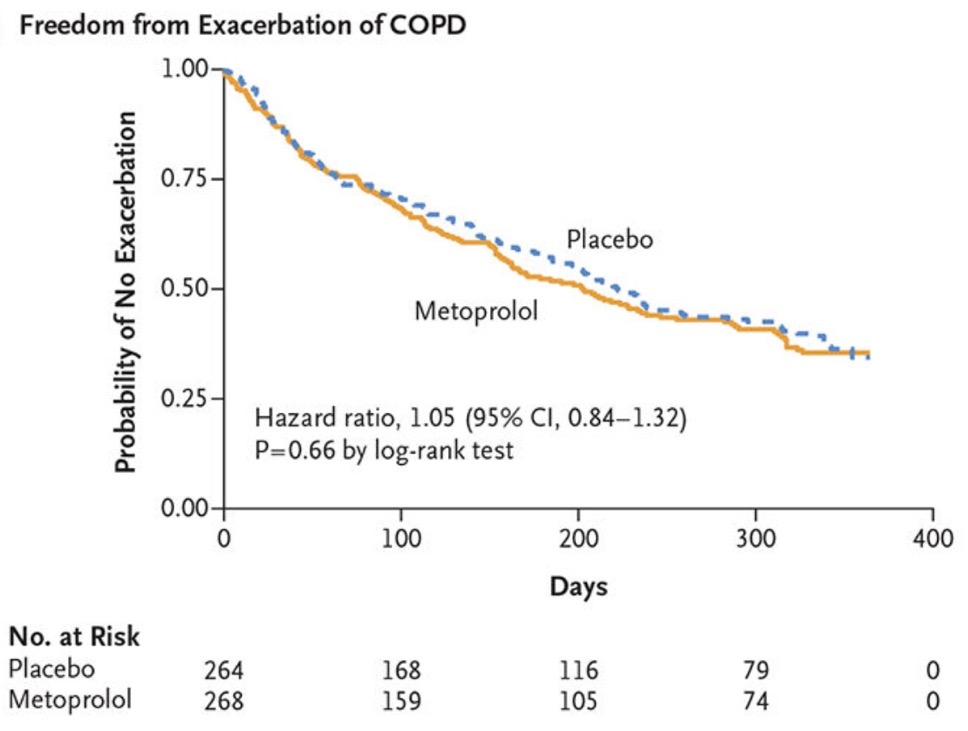 Freedom from Exacerbation of COPD
Probability of No Exacerbation
1.00
0.75
0.50
0.25
0.00
Placebo
Metoprolol
Hazard ratio, 1.05 (95% CI, 0.84–1.32)
P=0.66 by log-rank test
0 100 200 300 400
Days
No. at Risk
Placebo 264 168 116 79 0
Metoprolol 268 159 105 74 0